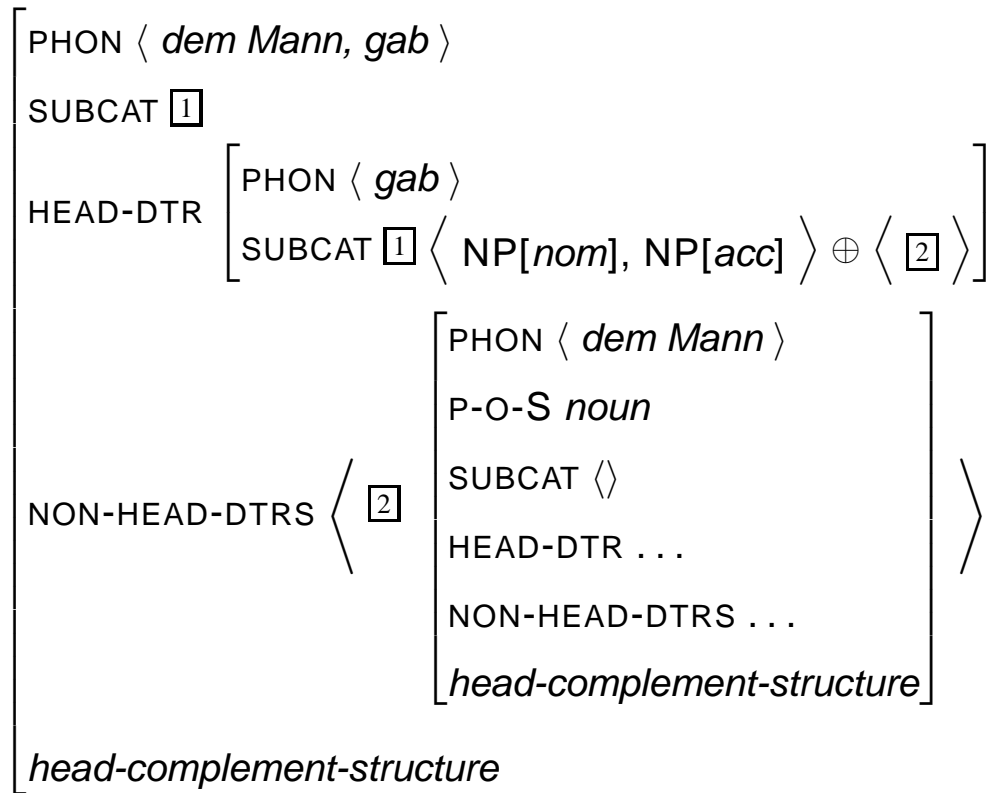 PHON ⟨ dem Mann, gab ⟩
SUBCAT 1
HEAD-DTR
PHON ⟨ gab ⟩
SUBCAT 1 ⟨ NP[nom], NP[acc] ⟩ ⊕ ⟨ 2 ⟩
NON-HEAD-DTRS ⟨ 2
PHON ⟨ dem Mann ⟩
P-O-S noun
SUBCAT ⟨⟩
HEAD-DTR . . .
NON-HEAD-DTRS . . .
head-complement-structure
⟩
head-complement-structure